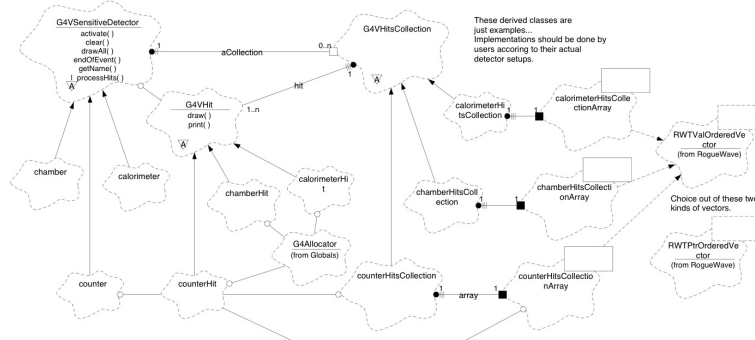 G4VSensitiveDetector
activate( )
clear( )
drawAll( )
endOfEvent( )
getName( )
l_processHits( )
A
1
aCollection
0..n
G4VHitsCollection
A
These derived classes are
just examples...
Implementations should be done by
users accoring to their actual
detector setups.
hit
1
1..n
G4VHit
draw( )
print( )
A
calorimeterHi
tsCollection
1
1
calorimeterHitsColle
ctionArray
RWTValOrderedVe
ctor
(from RogueWave)
chamber
calorimeter
chamberHit
calorimeterHi
t
chamberHitsColl
ection
1
1
chamberHitsCollecti
onArray
Choice out of these two
kinds of vectors.
G4Allocator
(from Globals)
RWTPtrOrderedVe
ctor
(from RogueWave)
counter
counterHit
counterHitsCollection
1
array
1
counterHitsCollectio
nArray